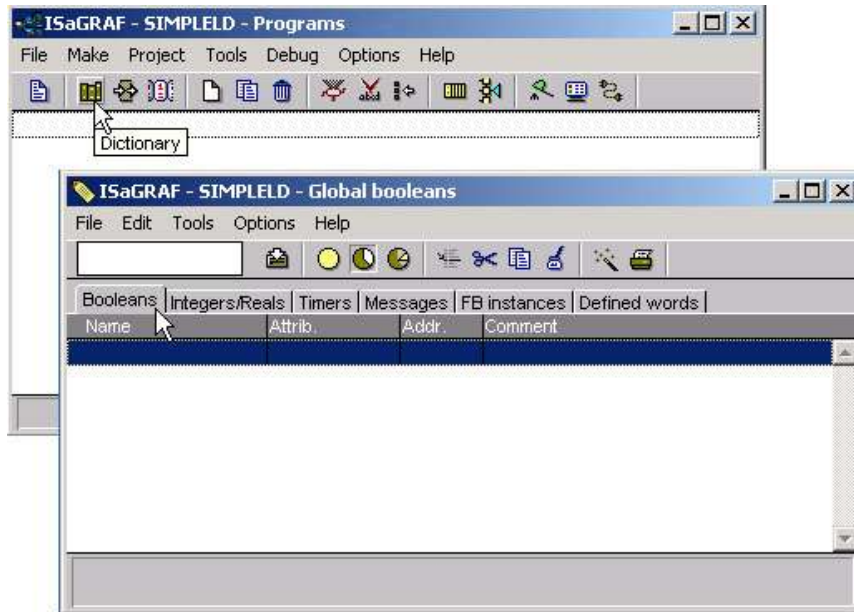 ISaGRAF - SIMPLELD - Programs
File Make Project Tools Debug Options Help
Dictionary
ISaGRAF - SIMPLELD - Global booleans
File Edit Tools Options Help
Booleans Integers/Reals Timers Messages FB instances Defined words
Name Attrib. Addr. Comment